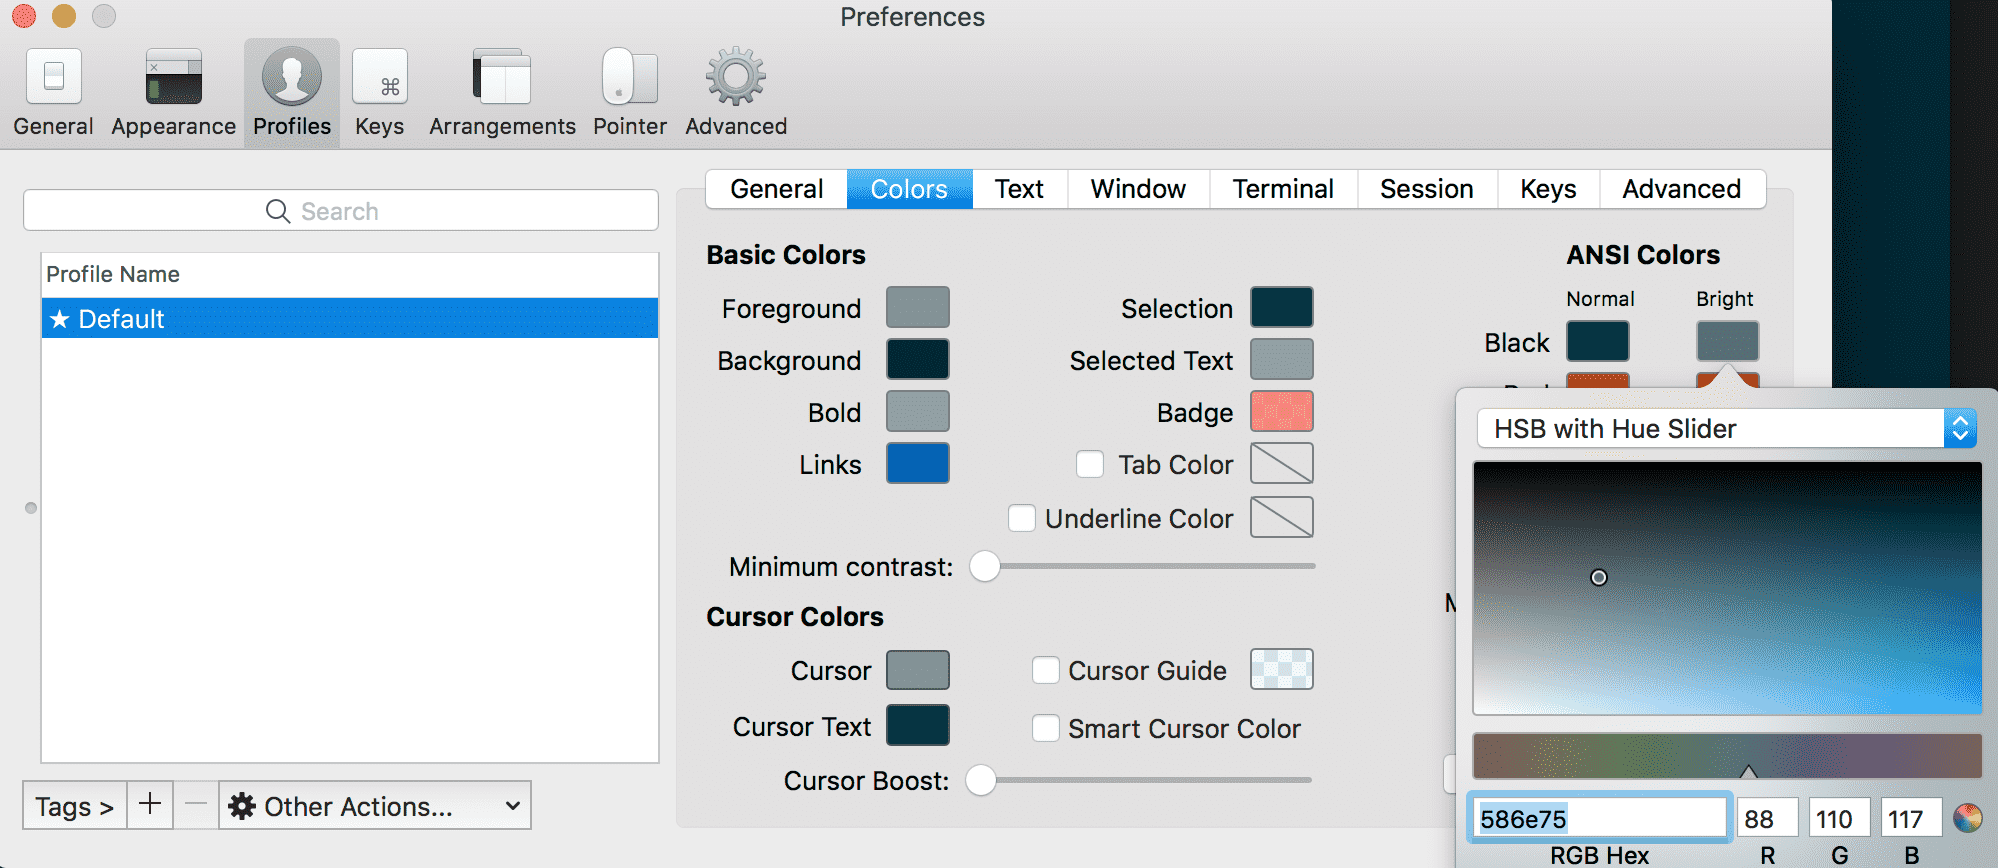 Preferences
General Appearance Profiles Keys Arrangements Pointer Advanced
Search
Profile Name
★ Default
Tags > + − Other Actions...
General Colors Text Window Terminal Session Keys Advanced
Basic Colors
Foreground
Background
Bold
Links
Selection
Selected Text
Badge
Tab Color
Underline Color
Minimum contrast:
Cursor Colors
Cursor
Cursor Text
Cursor Guide
Smart Cursor Color
Cursor Boost:
ANSI Colors
Normal Bright
Black
HSB with Hue Slider
586e75 88 110 117
RGB Hex R G B